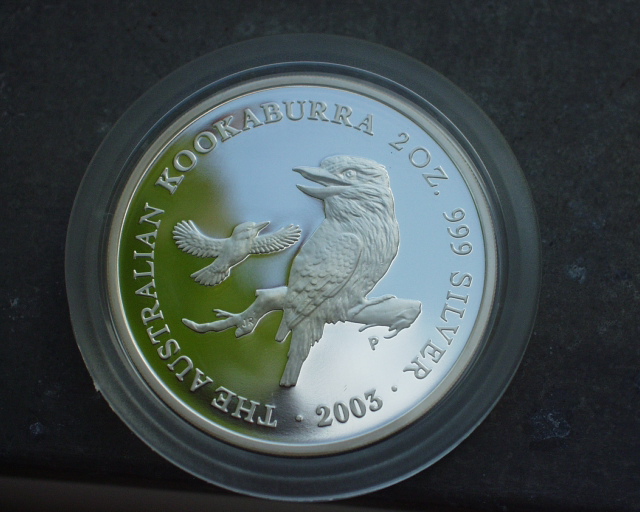 THE AUSTRALIAN KOOKABURRA 2 OZ. 999 SILVER · 2003 ·
P